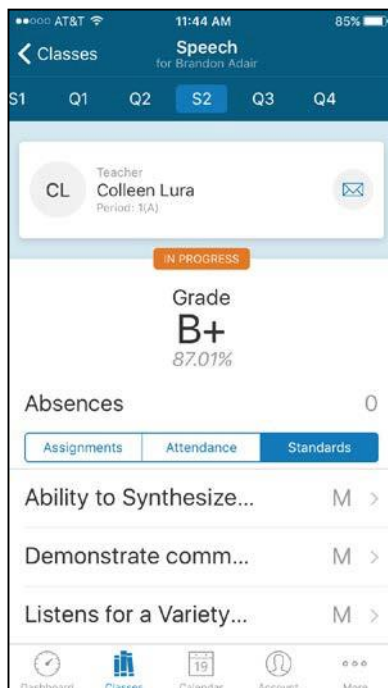 AT&T 11:44 AM 85%
Classes Speech
for Brandon Adair
S1 Q1 Q2 S2 Q3 Q4
Teacher
CL Colleen Lura
Period: 1(A)
IN PROGRESS
Grade
B+
87.01%
Absences 0
Assignments Attendance Standards
Ability to Synthesize... M >
Demonstrate comm... M >
Listens for a Variety... M >
19
Dashboard Classes Calendar Account More